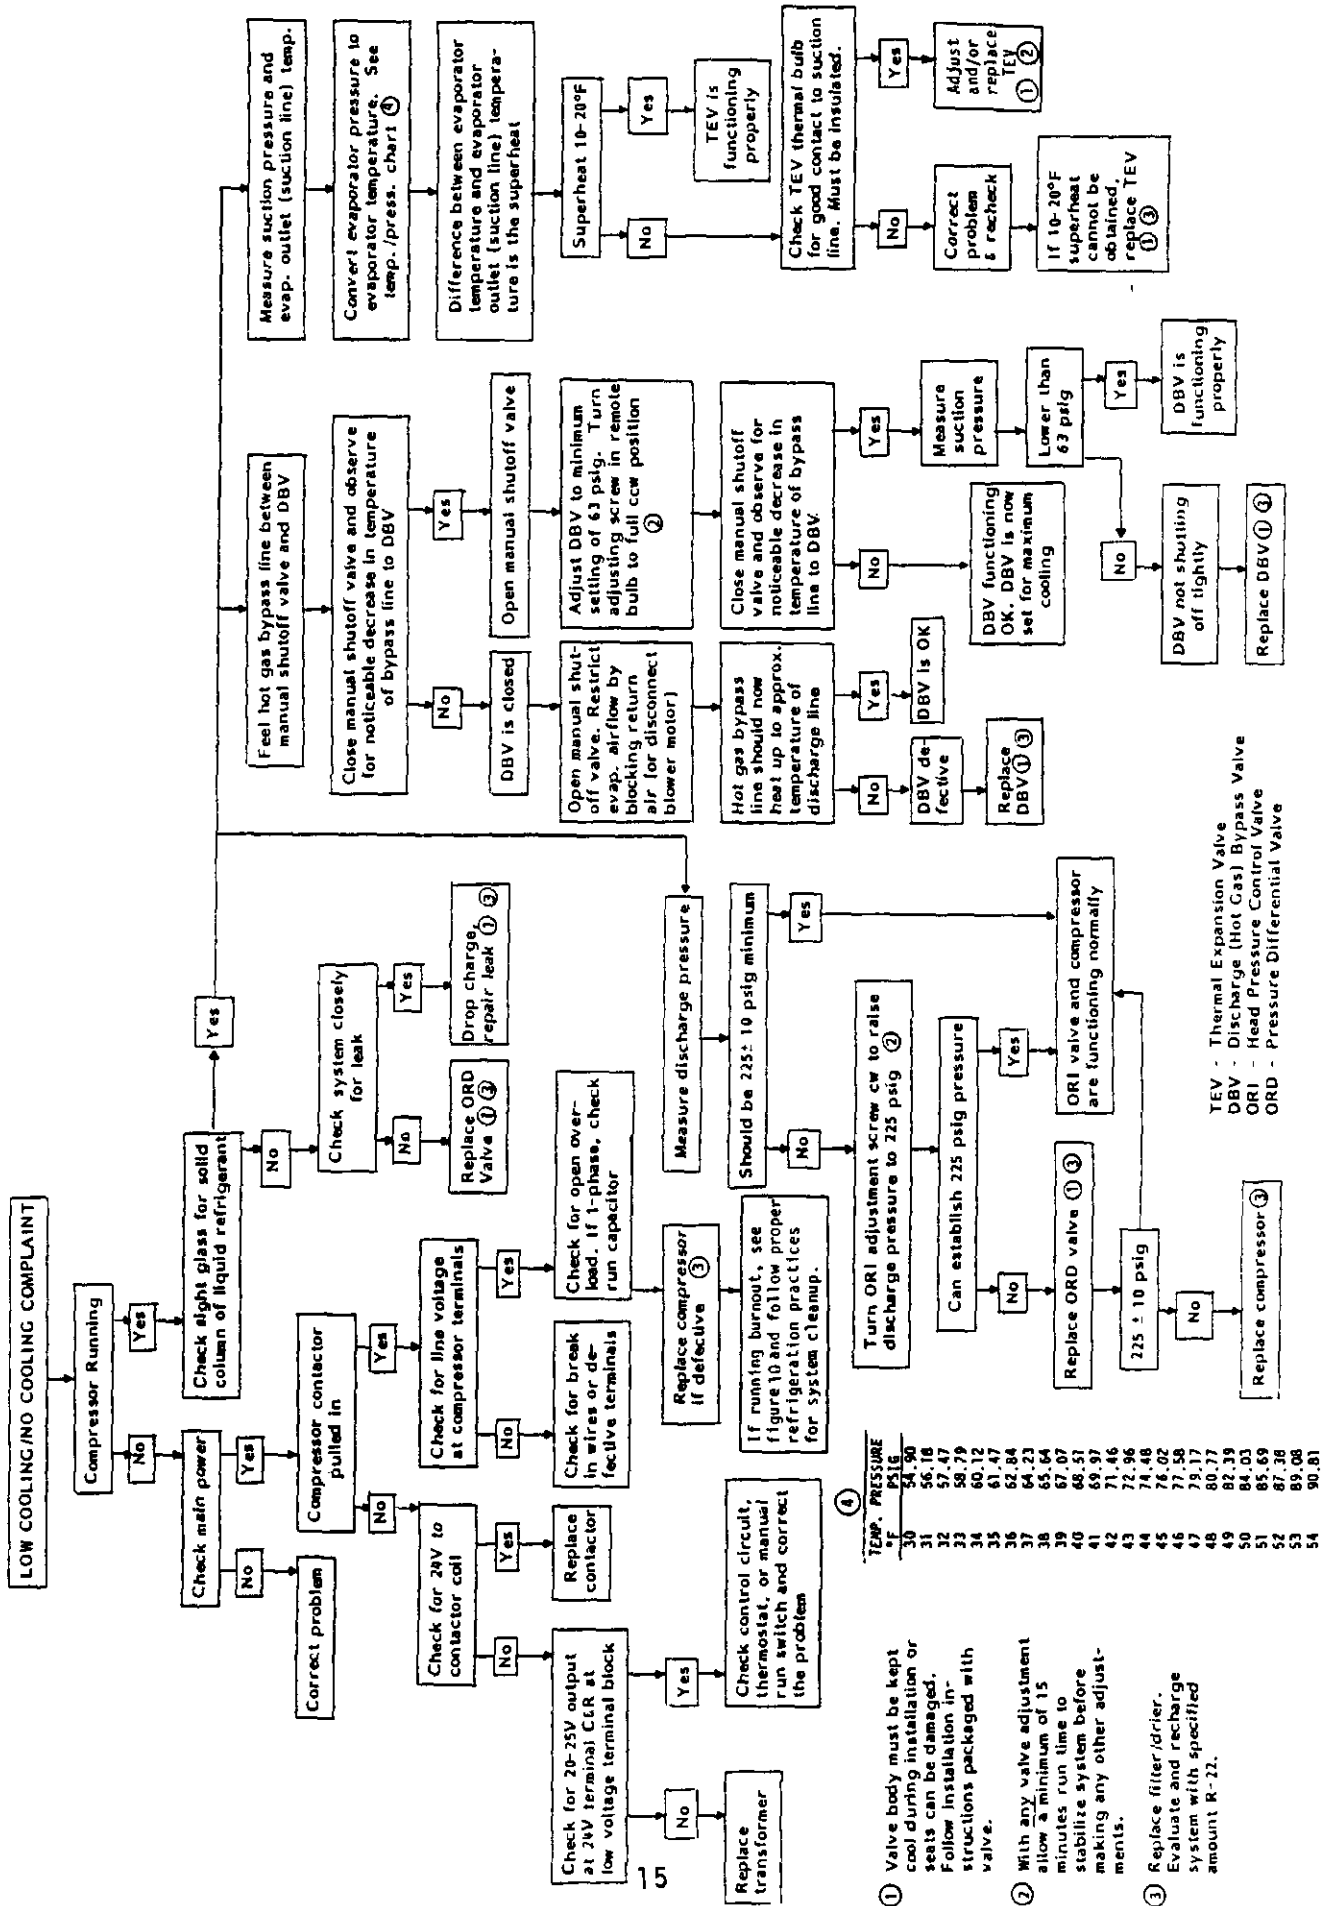 LOW COOLING/NO COOLING COMPLAINT
Compressor Running
No
Yes
Check main power
No
Yes
Correct problem
Compressor contactor
pulled in
No
Yes
Check for 24V to
contactor coil
No
Yes
Check for 20-25V output
at 24V terminal C&R at
low voltage terminal block
No
Yes
Replace
transformer
Check control circuit,
thermostat, or manual
run switch and correct
the problem
Replace
contactor
Check for line voltage
at compressor terminals
No
Yes
Check for break
in wires or de-
fective terminals
Check for open over-
load. If 1-phase, check
run capacitor
Replace compressor
if defective ③
If running burnout, see
figure 10 and follow proper
refrigeration practices
for system cleanup.
Check sight glass for solid
column of liquid refrigerant
No
Yes
Check system closely
for leak
No
Yes
Replace ORD
Valve ① ③
Drop charge,
repair leak ① ③
Measure discharge pressure
Should be 225± 10 psig minimum
No
Yes
Turn ORI adjustment screw cw to raise
discharge pressure to 225 psig ②
Can establish 225 psig pressure
No
Yes
Replace ORD valve ① ③
225 ± 10 psig
No
Replace compressor ③
ORI valve and compressor
are functioning normally
Feel hot gas bypass line between
manual shutoff valve and DBV
Close manual shutoff valve and observe
for noticeable decrease in temperature
of bypass line to DBV
No
Yes
DBV is closed
Open manual shut-
off valve. Restrict
evap. airflow by
blocking return
air (or disconnect
blower motor)
Hot gas bypass
line should now
heat up to approx.
temperature of
discharge line
No
Yes
DBV de-
fective
Replace
DBV ① ③
DBV is OK
Open manual shutoff valve
Adjust DBV to minimum
setting of 63 psig. Turn
adjusting screw in remote
bulb to full ccw position
②
Close manual shutoff
valve and observe for
noticeable decrease in
temperature of bypass
line to DBV.
No
Yes
DBV functioning
OK. DBV is now
set for maximum
cooling
Measure
suction
pressure
Lower than
63 psig
No
Yes
DBV not shutting
off tightly
Replace DBV ① ③
DBV is
functioning
properly
Measure suction pressure and
evap. outlet (suction line) temp.
Convert evaporator pressure to
evaporator temperature. See
temp./press. chart ④
Difference between evaporator
temperature and evaporator
outlet (suction line) tempera-
ture is the superheat
Superheat 10-20°F
No
Yes
TEV is
functioning
properly
Check TEV thermal bulb
for good contact to suction
line. Must be insulated.
No
Yes
Correct
problem
& recheck
If 10-20°F
superheat
cannot be
obtained,
replace TEV
① ③
Adjust
and/or
replace
TEV
① ②
TEV - Thermal Expansion Valve
DBV - Discharge (Hot Gas) Bypass Valve
ORI - Head Pressure Control Valve
ORD - Pressure Differential Valve
① Valve body must be kept
cool during installation or
seats can be damaged.
Follow installation in-
structions packaged with
valve.
② With any valve adjustment
allow a minimum of 15
minutes run time to
stabilize system before
making any other adjust-
ments.
③ Replace filter/drier.
Evaluate and recharge
system with specified
amount R-22.
④
TEMP. PRESSURE
°F PSIG
30 54.90
31 56.18
32 57.47
33 58.79
34 60.12
35 61.47
36 62.84
37 64.23
38 65.64
39 67.07
40 68.51
41 69.97
42 71.46
43 72.96
44 74.48
45 76.02
46 77.58
47 79.17
48 80.77
49 82.39
50 84.03
51 85.69
52 87.38
53 89.08
54 90.81
15